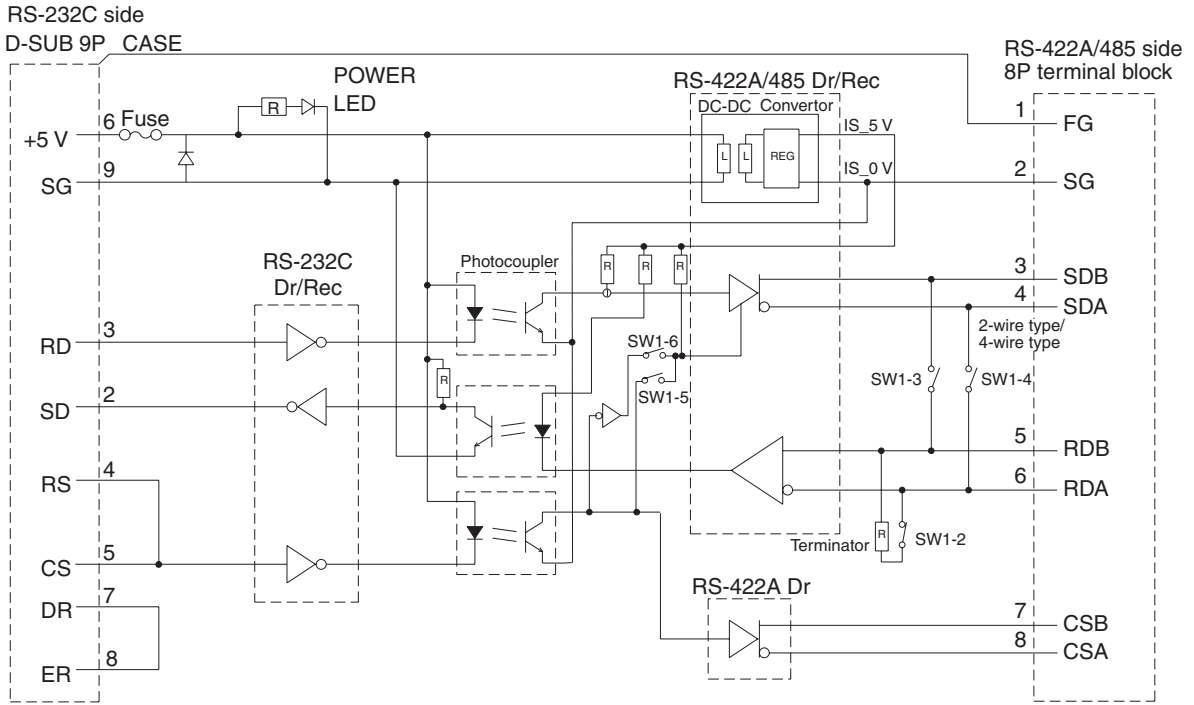 RS-232C side
D-SUB 9P CASE
RS-422A/485 side
8P terminal block
POWER
LED
RS-422A/485 Dr/Rec
DC-DC Convertor
+5 V
6
Fuse
R
L
L
REG
IS_5 V
1
FG
SG
9
IS_0 V
2
SG
RS-232C
Dr/Rec
Photocoupler
R
R
R
3
SDB
4
SDA
2-wire type/
4-wire type
RD
3
SW1-6
SW1-3
SW1-4
R
SW1-5
SD
2
5
RDB
RS
4
6
RDA
Terminator
R
SW1-2
CS
5
DR
7
RS-422A Dr
7
CSB
ER
8
8
CSA